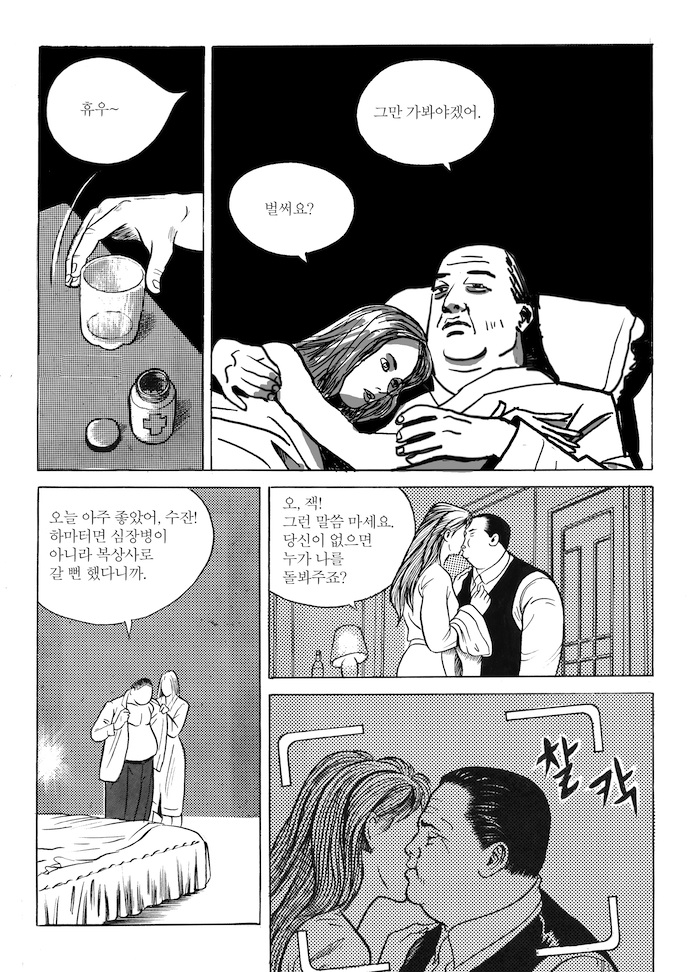 휴우~
그만 가봐야겠어.
벌써요?
오늘 아주 좋았어, 수잔!
하마터면 심장병이
아니라 복상사로
갈 뻔 했다니까.
오, 잭!
그런 말씀 마세요.
당신이 없으면
누가 나를
돌봐주죠?
찰칵